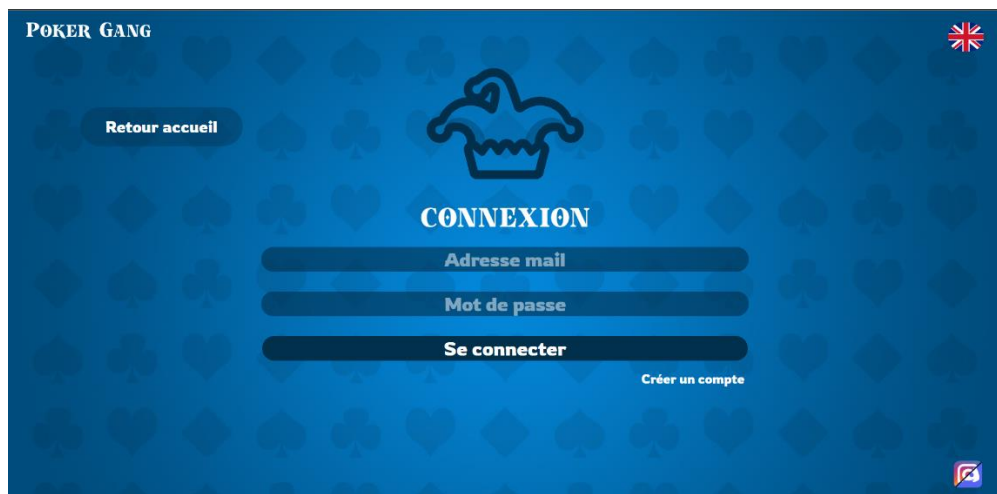 POKER GANG
Retour accueil
CONNEXION
Adresse mail
Mot de passe
Se connecter
Créer un compte